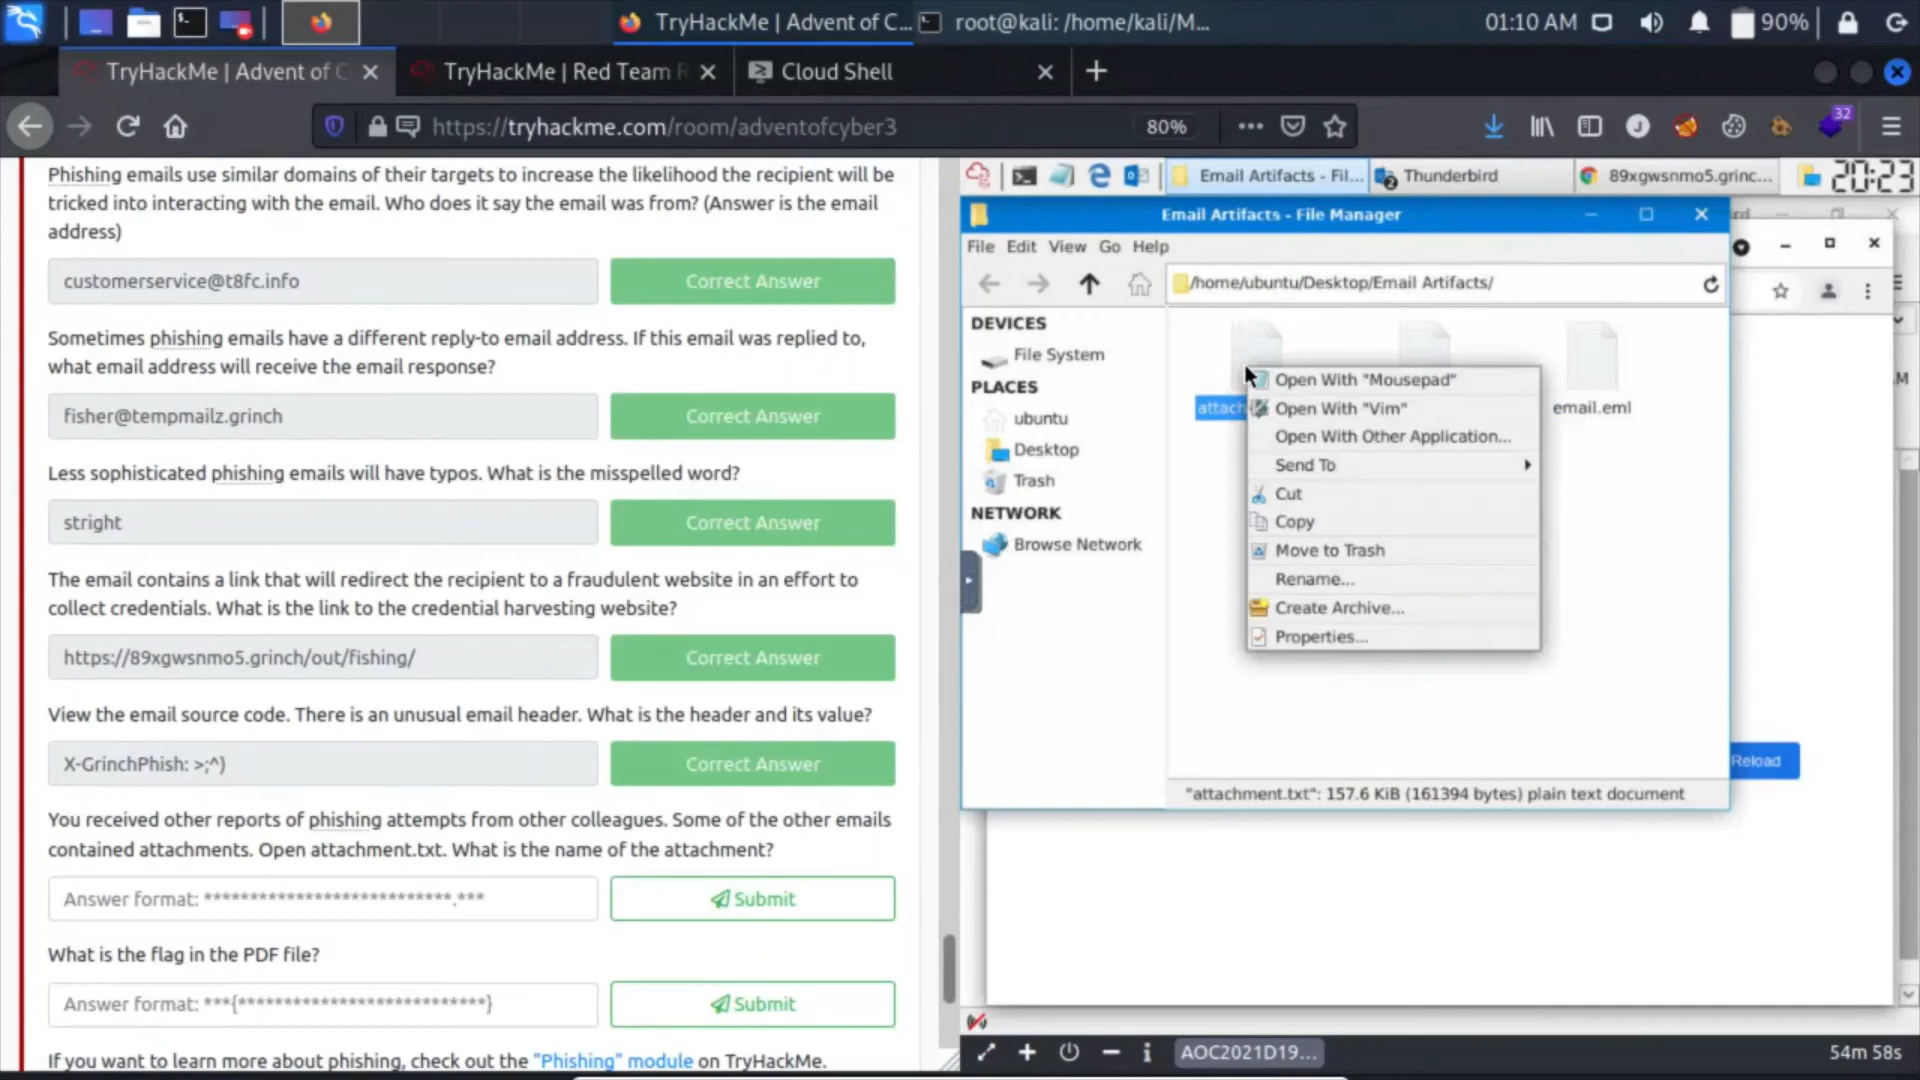 TryHackMe | Advent of C...
root@kali: /home/kali/M...
01:10 AM
90%
TryHackMe | Advent of C
TryHackMe | Red Team R
Cloud Shell
https://tryhackme.com/room/adventofcyber3
80%
32
Phishing emails use similar domains of their targets to increase the likelihood the recipient will be
tricked into interacting with the email. Who does it say the email was from? (Answer is the email
address)
customerservice@t8fc.info
Correct Answer
Sometimes phishing emails have a different reply-to email address. If this email was replied to,
what email address will receive the email response?
fisher@tempmailz.grinch
Correct Answer
Less sophisticated phishing emails will have typos. What is the misspelled word?
stright
Correct Answer
The email contains a link that will redirect the recipient to a fraudulent website in an effort to
collect credentials. What is the link to the credential harvesting website?
https://89xgwsnmo5.grinch/out/fishing/
Correct Answer
View the email source code. There is an unusual email header. What is the header and its value?
X-GrinchPhish: >;^)
Correct Answer
You received other reports of phishing attempts from other colleagues. Some of the other emails
contained attachments. Open attachment.txt. What is the name of the attachment?
Answer format: ***************************.***
Submit
What is the flag in the PDF file?
Answer format: ***{***************************}
Submit
If you want to learn more about phishing, check out the "Phishing" module on TryHackMe.
Email Artifacts - Fil...
2
Thunderbird
89xgwsnmo5.grinc...
20:23
Email Artifacts - File Manager
File Edit View Go Help
/home/ubuntu/Desktop/Email Artifacts/
DEVICES
File System
PLACES
ubuntu
Desktop
Trash
NETWORK
Browse Network
attach
email.eml
Open With "Mousepad"
Open With "Vim"
Open With Other Application...
Send To
Cut
Copy
Move to Trash
Rename...
Create Archive...
Properties...
Reload
"attachment.txt": 157.6 KiB (161394 bytes) plain text document
AOC2021D19...
54m 58s